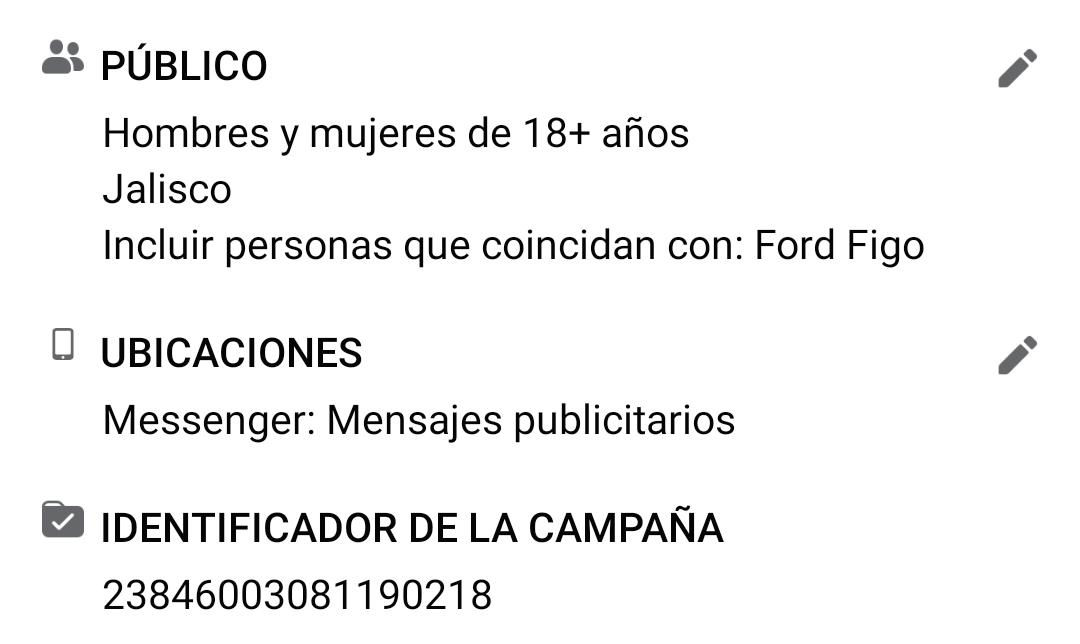 PÚBLICO
Hombres y mujeres de 18+ años
Jalisco
Incluir personas que coincidan con: Ford Figo
UBICACIONES
Messenger: Mensajes publicitarios
IDENTIFICADOR DE LA CAMPAÑA
23846003081190218